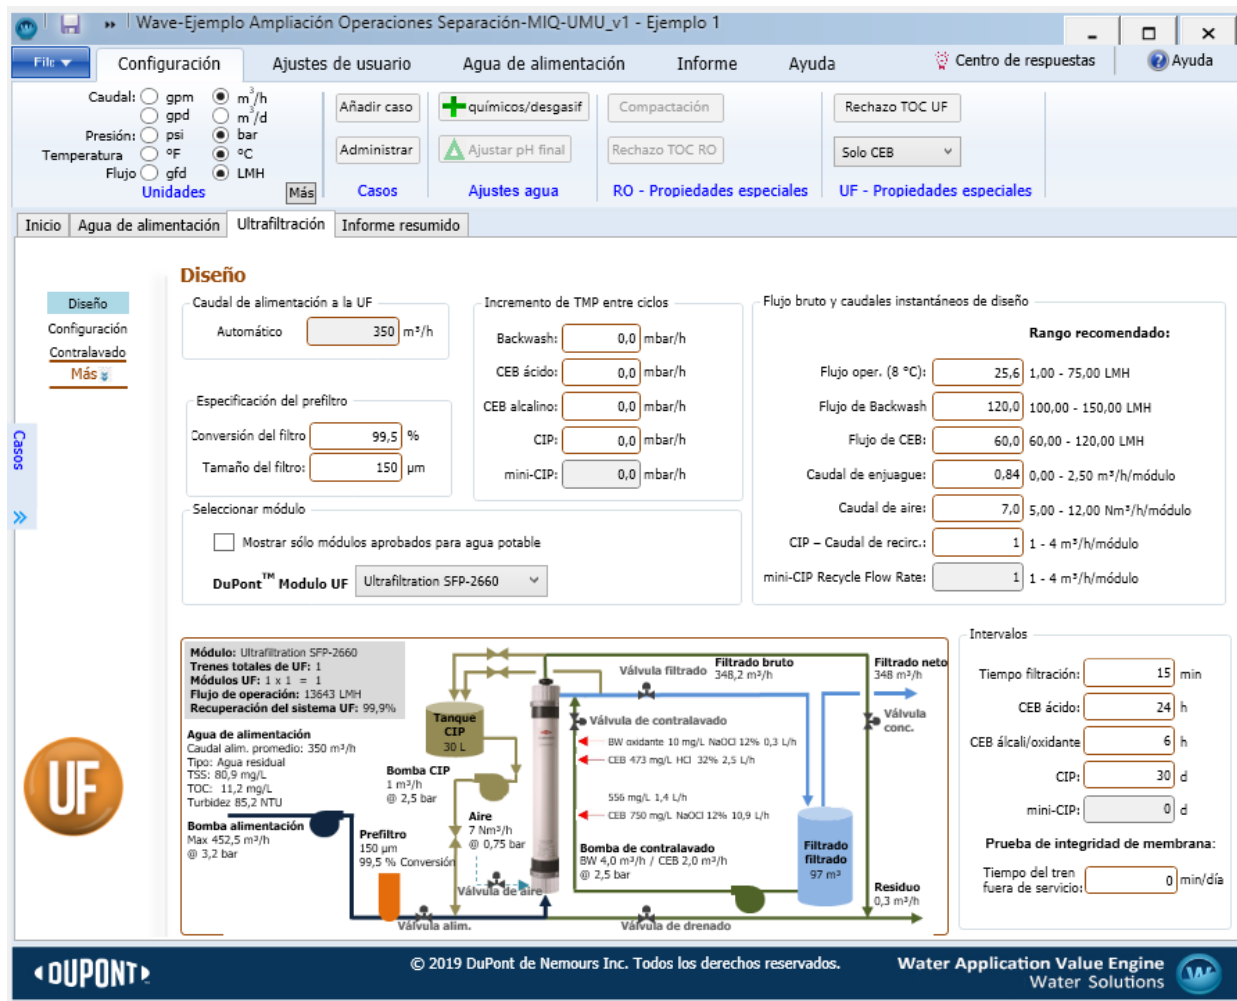 Wave-Ejemplo Ampliación Operaciones Separación-MIQ-UMU_v1 - Ejemplo 1
File
Configuración
Ajustes de usuario
Agua de alimentación
Informe
Ayuda
Centro de respuestas
Ayuda
Caudal: gpm m³/h
gpd m³/d
Presión: psi bar
Temperatura °F °C
Flujo gfd LMH
Unidades
Más
Añadir caso
Administrar
Casos
químicos/desgasif
Ajustar pH final
Ajustes agua
Compactación
Rechazo TOC RO
RO - Propiedades especiales
Rechazo TOC UF
Solo CEB
UF - Propiedades especiales
Inicio
Agua de alimentación
Ultrafiltración
Informe resumido
Diseño
Configuración
Contralavado
Más
Casos
Diseño
Caudal de alimentación a la UF
Automático 350 m³/h
Especificación del prefiltro
Conversión del filtro 99,5 %
Tamaño del filtro: 150 µm
Incremento de TMP entre ciclos
Backwash: 0,0 mbar/h
CEB ácido: 0,0 mbar/h
CEB alcalino: 0,0 mbar/h
CIP: 0,0 mbar/h
mini-CIP: 0,0 mbar/h
Seleccionar módulo
Mostrar sólo módulos aprobados para agua potable
DuPont™ Modulo UF Ultrafiltration SFP-2660
Flujo bruto y caudales instantáneos de diseño
Rango recomendado:
Flujo oper. (8 °C): 25,6 1,00 - 75,00 LMH
Flujo de Backwash 120,0 100,00 - 150,00 LMH
Flujo de CEB: 60,0 60,00 - 120,00 LMH
Caudal de enjuague: 0,84 0,00 - 2,50 m³/h/módulo
Caudal de aire: 7,0 5,00 - 12,00 Nm³/h/módulo
CIP – Caudal de recirc.: 1 1 - 4 m³/h/módulo
mini-CIP Recycle Flow Rate: 1 1 - 4 m³/h/módulo
Módulo: Ultrafiltration SFP-2660
Trenes totales de UF: 1
Módulos UF: 1 x 1 = 1
Flujo de operación: 13643 LMH
Recuperación del sistema UF: 99,9%
Agua de alimentación
Caudal alim. promedio: 350 m³/h
Tipo: Agua residual
TSS: 80,9 mg/L
TOC: 11,2 mg/L
Turbidez 85,2 NTU
Bomba alimentación
Max 452,5 m³/h
@ 3,2 bar
Prefiltro
150 µm
99,5 % Conversión
Tanque
CIP
30 L
Bomba CIP
1 m³/h
@ 2,5 bar
Aire
7 Nm³/h
@ 0,75 bar
Válvula de aire
Válvula alim.
Válvula filtrado
Filtrado bruto
348,2 m³/h
Filtrado neto
348 m³/h
Válvula de contralavado
Válvula
conc.
BW oxidante 10 mg/L NaOCl 12% 0,3 L/h
CEB 473 mg/L HCl 32% 2,5 L/h
556 mg/L 1,4 L/h
CEB 750 mg/L NaOCl 12% 10,9 L/h
Bomba de contralavado
BW 4,0 m³/h / CEB 2,0 m³/h
@ 2,5 bar
Filtrado
filtrado
97 m³
Residuo
0,3 m³/h
Válvula de drenado
Intervalos
Tiempo filtración: 15 min
CEB ácido: 24 h
CEB álcali/oxidante 6 h
CIP: 30 d
mini-CIP: 0 d
Prueba de integridad de membrana:
Tiempo del tren
fuera de servicio: 0 min/día
UF
DUPONT
© 2019 DuPont de Nemours Inc. Todos los derechos reservados.
Water Application Value Engine
Water Solutions
W